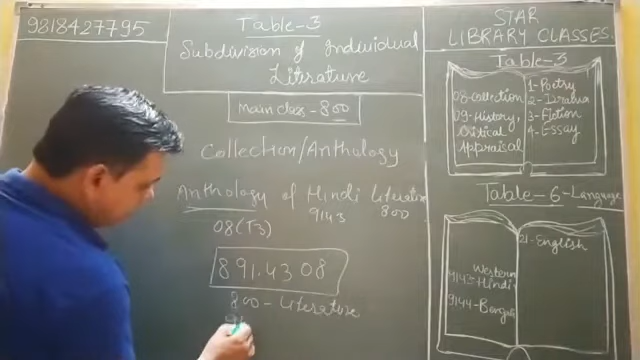 9818427795
Table-3
Subdivision of Individual
Literature
Main class - 800
Collection/Anthology
Anthology of Hindi Literature
9143 800
08(T3)
891.4308
800 - Literature
STAR
LIBRARY CLASSES
Table-3
08-Collection
09-History,
Critical
Appraisal
1-Poetry
2-Drama
3-Fiction
4-Essay
Table-6-Language
Western
9143-Hindi
9144-Bengali
21-English